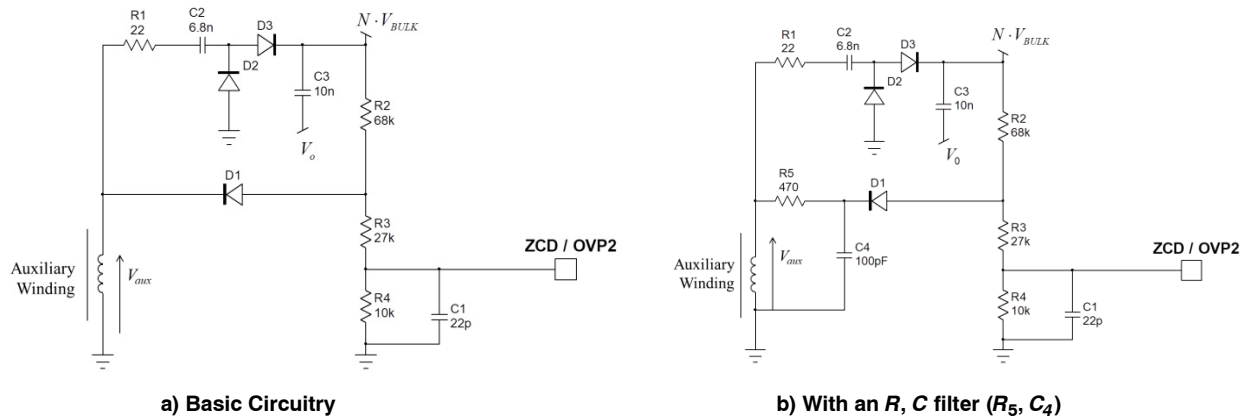 R1
22
C2
6.8n
D3
N · V_BULK
D2
C3
10n
V_o
R2
68k
D1
R3
27k
ZCD / OVP2
Auxiliary
Winding
V_aux
R4
10k
C1
22p
a) Basic Circuitry
R1
22
C2
6.8n
D3
N · V_BULK
D2
C3
10n
V_0
R2
68k
R5
470
D1
R3
27k
ZCD / OVP2
Auxiliary
Winding
V_aux
C4
100pF
R4
10k
C1
22p
b) With an R, C filter (R5, C4)